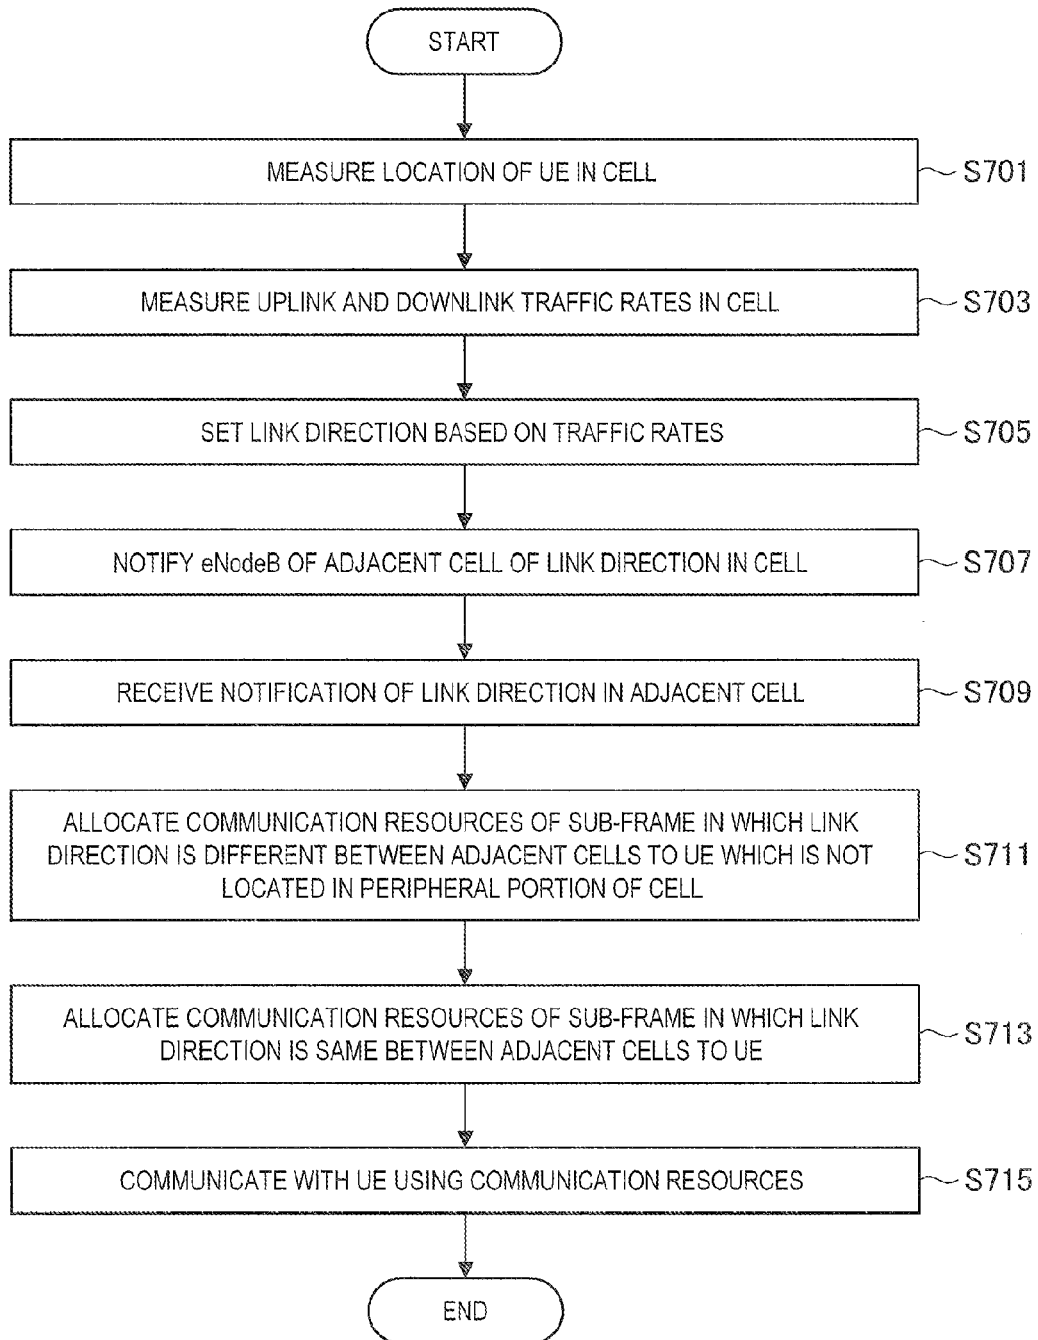 START
MEASURE LOCATION OF UE IN CELL
S701
MEASURE UPLINK AND DOWNLINK TRAFFIC RATES IN CELL
S703
SET LINK DIRECTION BASED ON TRAFFIC RATES
S705
NOTIFY eNodeB OF ADJACENT CELL OF LINK DIRECTION IN CELL
S707
RECEIVE NOTIFICATION OF LINK DIRECTION IN ADJACENT CELL
S709
ALLOCATE COMMUNICATION RESOURCES OF SUB-FRAME IN WHICH LINK
DIRECTION IS DIFFERENT BETWEEN ADJACENT CELLS TO UE WHICH IS NOT
LOCATED IN PERIPHERAL PORTION OF CELL
S711
ALLOCATE COMMUNICATION RESOURCES OF SUB-FRAME IN WHICH LINK
DIRECTION IS SAME BETWEEN ADJACENT CELLS TO UE
S713
COMMUNICATE WITH UE USING COMMUNICATION RESOURCES
S715
END